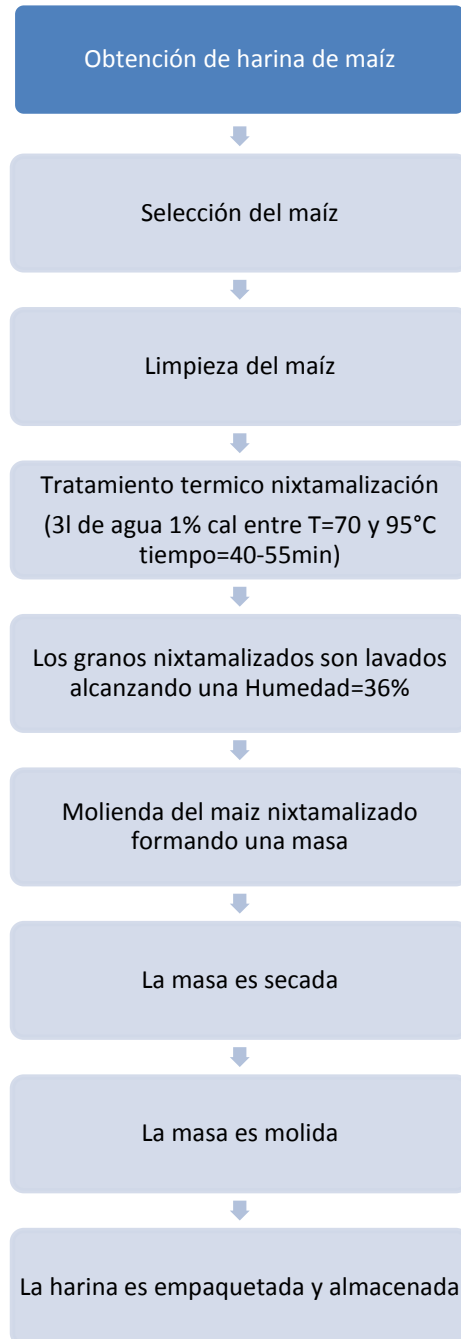 Obtención de harina de maíz
Selección del maíz
Limpieza del maíz
Tratamiento termico nixtamalización
(3l de agua 1% cal entre T=70 y 95°C
tiempo=40-55min)
Los granos nixtamalizados son lavados
alcanzando una Humedad=36%
Molienda del maiz nixtamalizado
formando una masa
La masa es secada
La masa es molida
La harina es empaquetada y almacenada